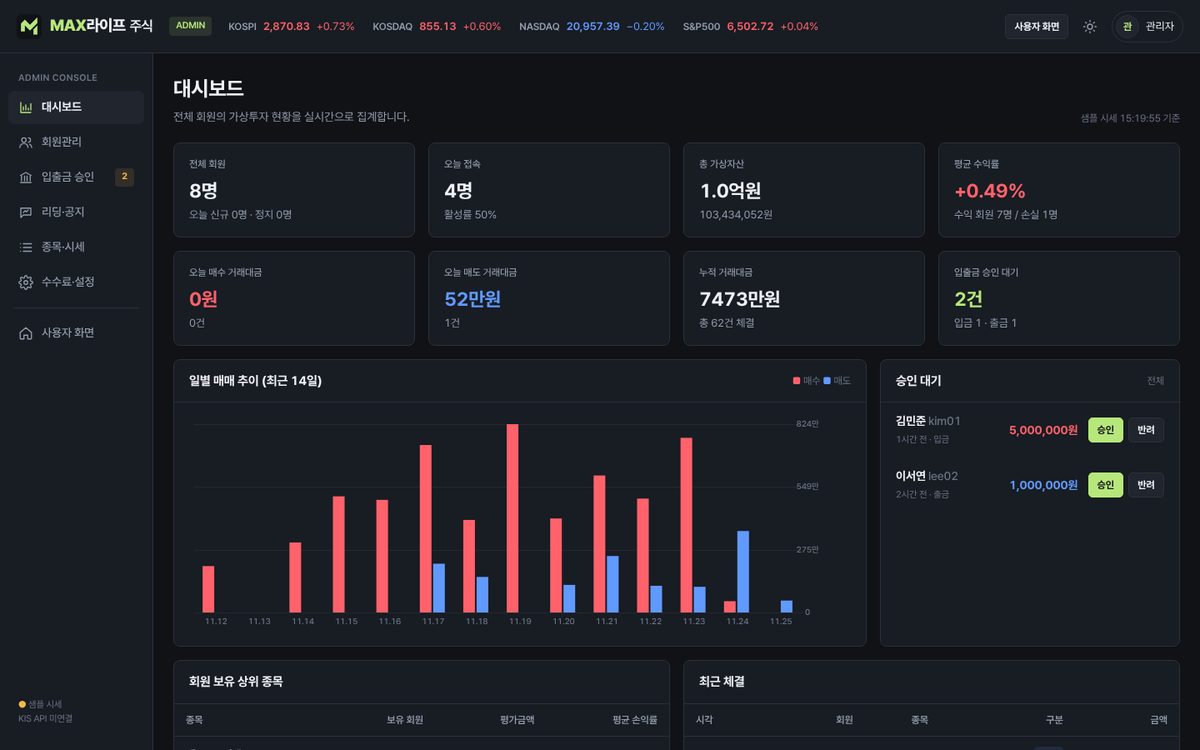 MAX라이프 주식 ADMIN KOSPI 2,870.83 +0.73% KOSDAQ 855.13 +0.60% NASDAQ 20,957.39 −0.20% S&P500 6,502.72 +0.04% 사용자 화면 관 관리자
ADMIN CONSOLE
대시보드
회원관리
입출금 승인 2
리딩·공지
종목·시세
수수료·설정
사용자 화면
샘플 시세
KIS API 미연결
대시보드
전체 회원의 가상투자 현황을 실시간으로 집계합니다.
샘플 시세 15:19:55 기준
전체 회원
8명
오늘 신규 0명 · 정지 0명
오늘 접속
4명
활성률 50%
총 가상자산
1.0억원
103,434,052원
평균 수익률
+0.49%
수익 회원 7명 / 손실 1명
오늘 매수 거래대금
0원
0건
오늘 매도 거래대금
52만원
1건
누적 거래대금
7473만원
총 62건 체결
입출금 승인 대기
2건
입금 1 · 출금 1
일별 매매 추이 (최근 14일)
매수 매도
824만
549만
275만
0
11.12 11.13 11.14 11.15 11.16 11.17 11.18 11.19 11.20 11.21 11.22 11.23 11.24 11.25
승인 대기 전체
김민준 kim01
1시간 전 · 입금
5,000,000원 승인 반려
이서연 lee02
2시간 전 · 출금
1,000,000원 승인 반려
회원 보유 상위 종목
종목 보유 회원 평가금액 평균 손익률
최근 체결
시각 회원 종목 구분 금액